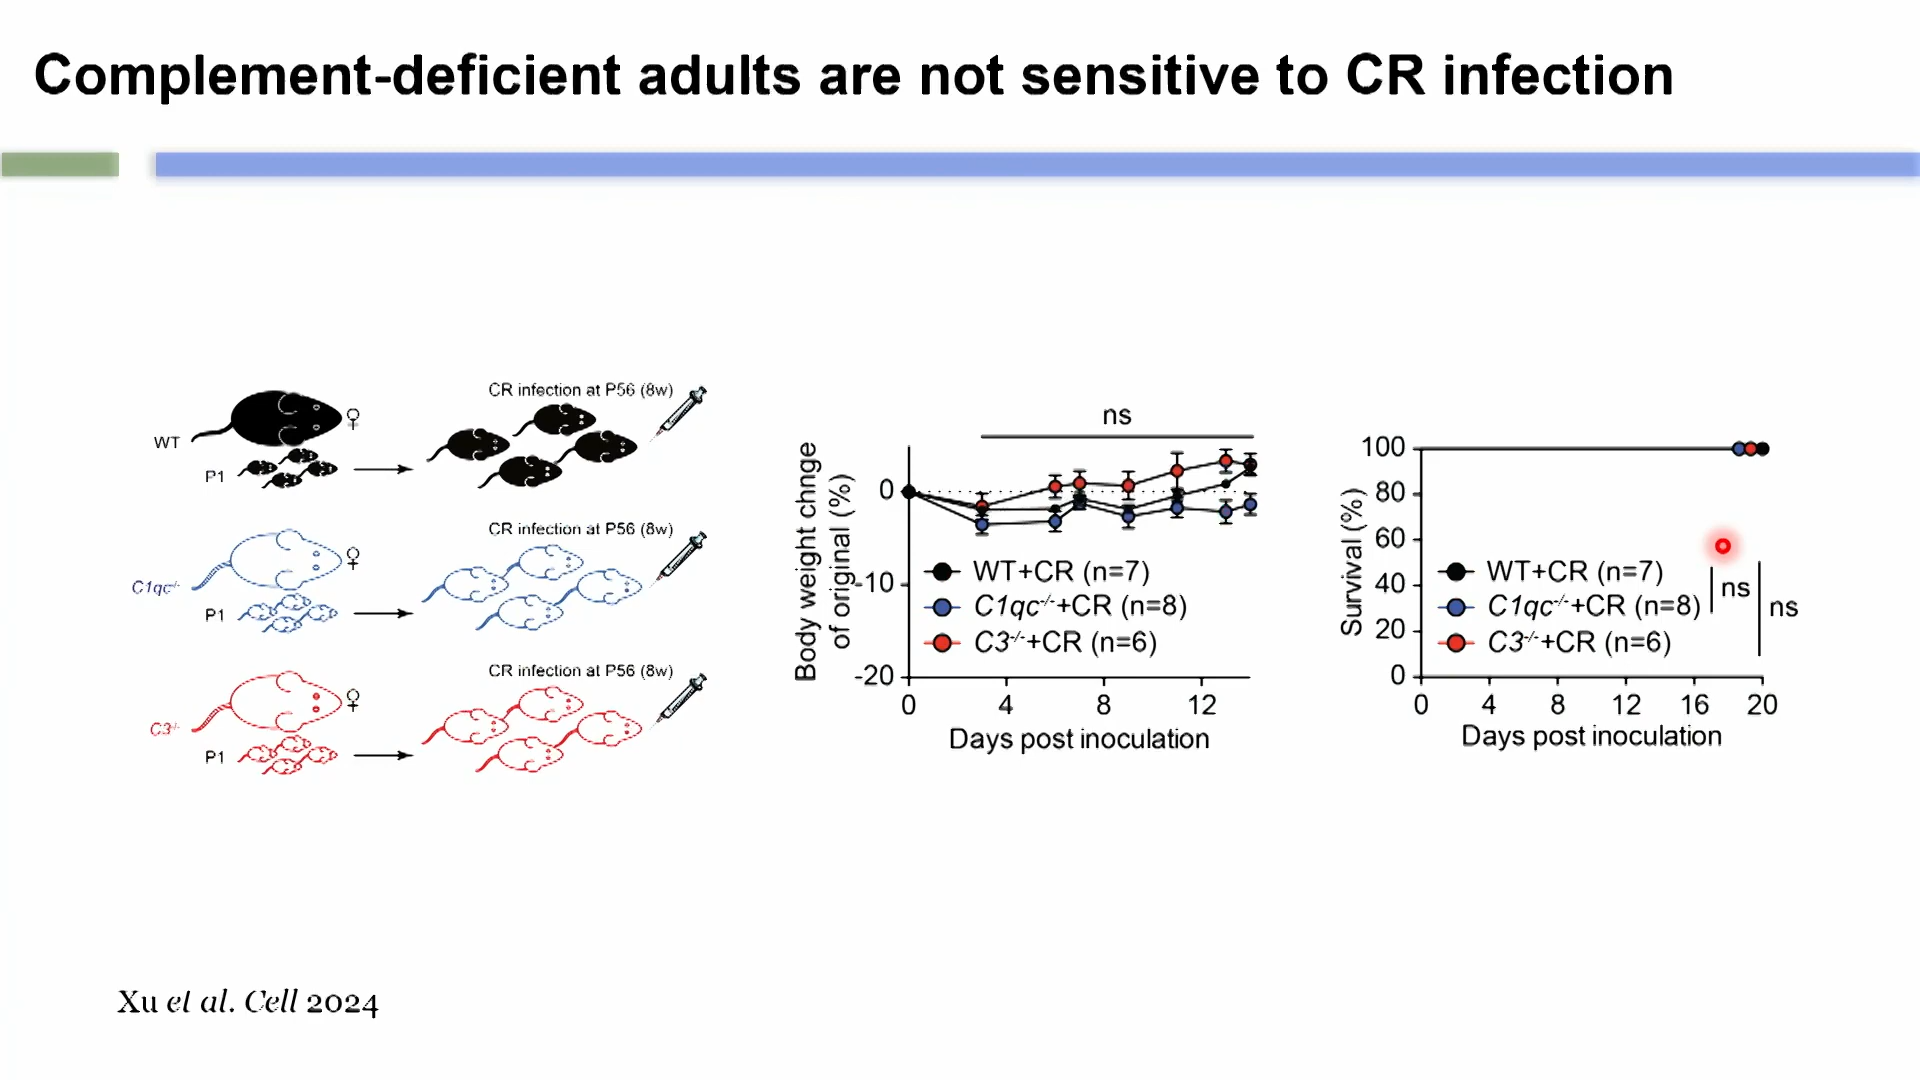 Complement-deficient adults are not sensitive to CR infection
CR infection at P56 (8w)
WT
♀
P1
CR infection at P56 (8w)
C1qc-/-
♀
P1
CR infection at P56 (8w)
C3-/-
♀
P1
ns
Body weight chnge
of original (%)
0
-10
-20
WT+CR (n=7)
C1qc-/-+CR (n=8)
C3-/-+CR (n=6)
0 4 8 12
Days post inoculation
Survival (%)
100
80
60
40
20
0
WT+CR (n=7)
C1qc-/-+CR (n=8)
C3-/-+CR (n=6)
ns
ns
0 4 8 12 16 20
Days post inoculation
Xu et al. Cell 2024